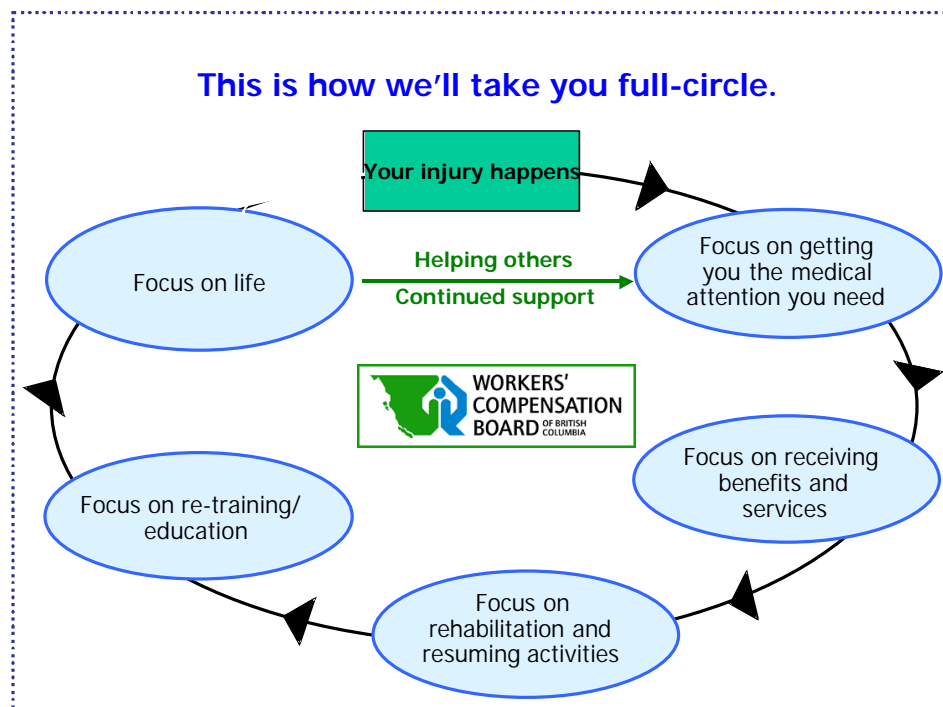 This is how we'll take you full-circle.
Your injury happens
Focus on getting
you the medical
attention you need
Helping others
Continued support
Focus on life
WORKERS'
COMPENSATION
BOARD OF BRITISH
COLUMBIA
Focus on receiving
benefits and
services
Focus on re-training/
education
Focus on
rehabilitation and
resuming activities